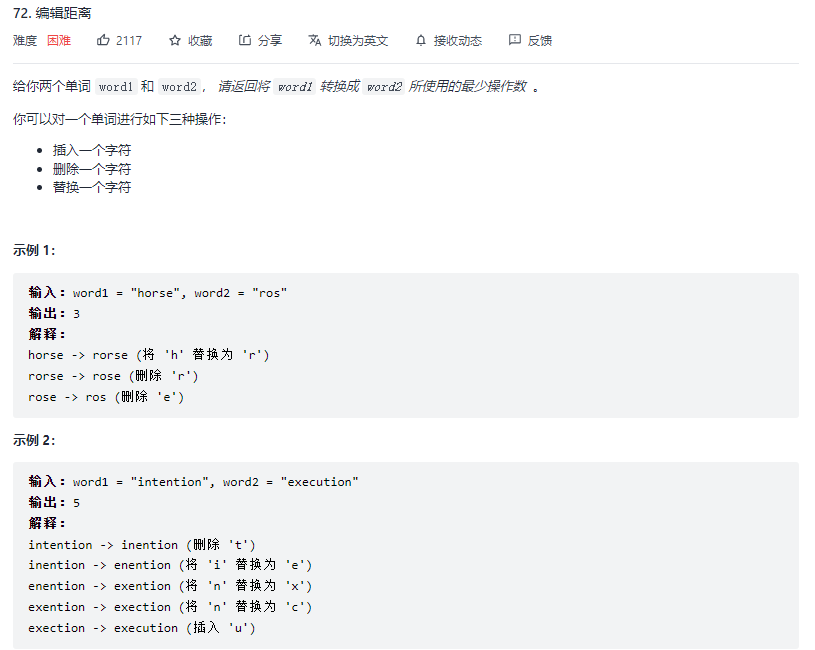 72. 编辑距离
难度 困难 2117 收藏 分享 切换为英文 接收动态 反馈
给你两个单词 word1 和 word2， 请返回将 word1 转换成 word2 所使用的最少操作数 。
你可以对一个单词进行如下三种操作：
• 插入一个字符
• 删除一个字符
• 替换一个字符
示例 1：
输入：word1 = "horse", word2 = "ros"
输出：3
解释：
horse -> rorse (将 'h' 替换为 'r')
rorse -> rose (删除 'r')
rose -> ros (删除 'e')
示例 2：
输入：word1 = "intention", word2 = "execution"
输出：5
解释：
intention -> inention (删除 't')
inention -> enention (将 'i' 替换为 'e')
enention -> exention (将 'n' 替换为 'x')
exention -> exection (将 'n' 替换为 'c')
exection -> execution (插入 'u')